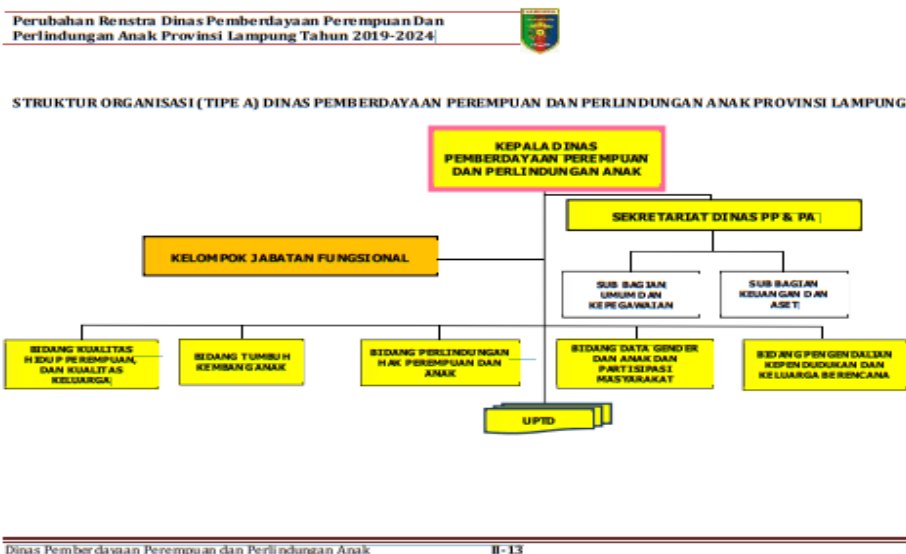 Perubahan Renstra Dinas Pemberdayaan Perempuan Dan
Perlindungan Anak Provinsi Lampung Tahun 2019-2024
STRUKTUR ORGANISASI (TIPE A) DINAS PEMBERDAYAAN PEREMPUAN DAN PERLINDUNGAN ANAK PROVINSI LAMPUNG
KEPALA DINAS
PEMBERDAYAAN PEREMPUAN
DAN PERLINDUNGAN ANAK
SEKRETARIAT DINAS PP & PA
KELOMPOK JABATAN FUNGSIONAL
SUB BAGIAN
UMUM DAN
KEPEGAWAIAN
SUB BAGIAN
KEUANGAN DAN
ASET
BIDANG KUALITAS
HIDUP PEREMPUAN,
DAN KUALITAS
KELUARGA
BIDANG TUMBUH
KEMBANG ANAK
BIDANG PERLINDUNGAN
HAK PEREMPUAN DAN
ANAK
BIDANG DATA GENDER
DAN ANAK DAN
PARTISIPASI
MASYARAKAT
BIDANG PENGENDALIAN
KEPENDUDUKAN DAN
KELUARGA BERENCANA
UPTD
Dinas Pemberdayaan Perempuan dan Perlindungan Anak
II-13